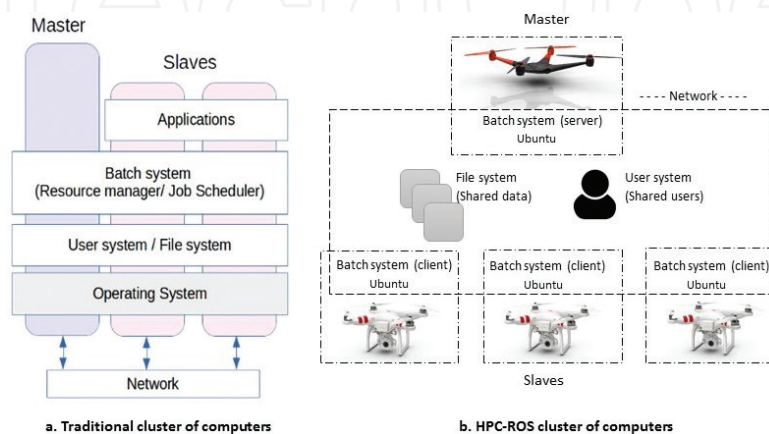 Master
Slaves
Applications
Batch system
(Resource manager/ Job Scheduler)
User system / File system
Operating System
Network
a. Traditional cluster of computers
Master
---- Network ----
Batch system (server)
Ubuntu
File system
(Shared data)
User system
(Shared users)
Batch system (client)
Ubuntu
Batch system (client)
Ubuntu
Batch system (client)
Ubuntu
Slaves
b. HPC-ROS cluster of computers